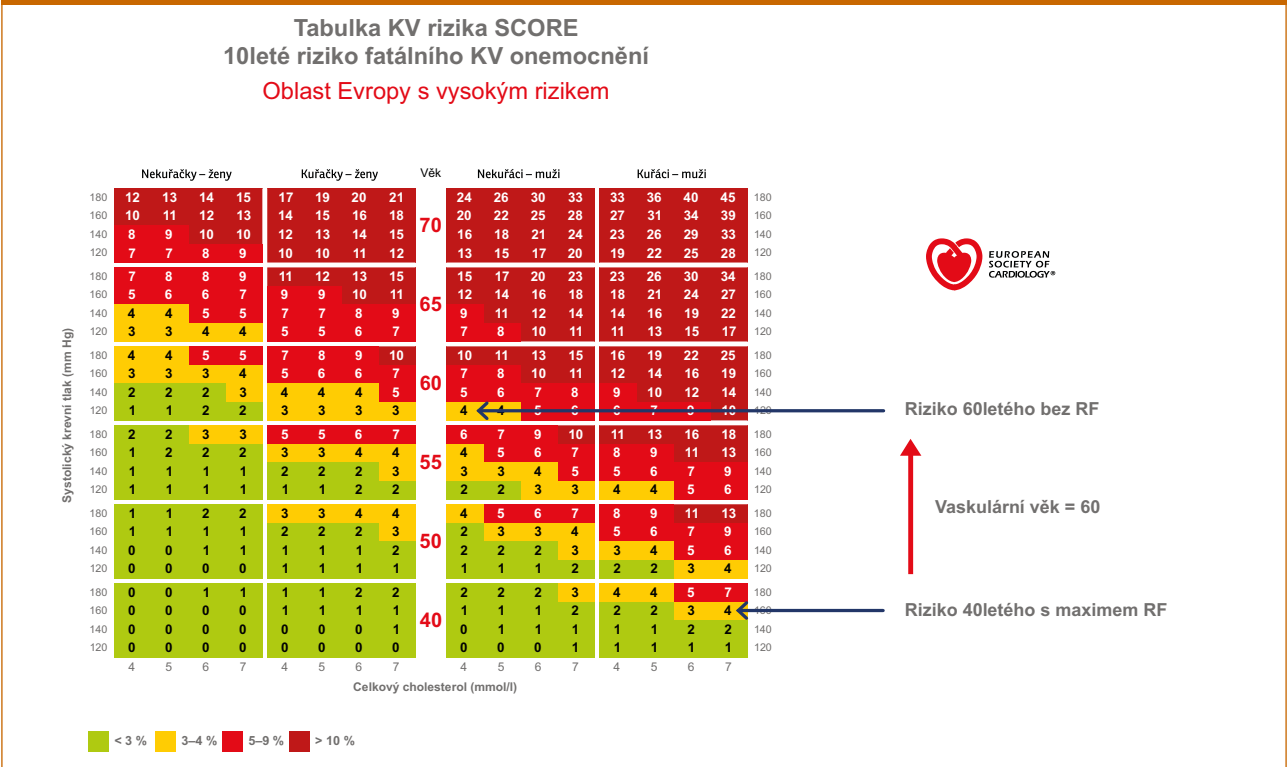 Tabulka KV rizika SCORE
10leté riziko fatálního KV onemocnění
Oblast Evropy s vysokým rizikem
Nekuřačky – ženy Kuřačky – ženy Věk Nekuřáci – muži Kuřáci – muži
180 12 13 14 15 17 19 20 21 24 26 30 33 33 36 40 45 180
160 10 11 12 13 14 15 16 18 20 22 25 28 27 31 34 39 160
70
140 8 9 10 10 12 13 14 15 16 18 21 24 23 26 29 33 140
120 7 7 8 9 10 10 11 12 13 15 17 20 19 22 25 28 120
180 7 8 8 9 11 12 13 15 15 17 20 23 23 26 30 34 180
160 5 6 6 7 9 9 10 11 12 14 16 18 18 21 24 27 160
65
140 4 4 5 5 7 7 8 9 9 11 12 14 14 16 19 22 140
120 3 3 4 4 5 5 6 7 7 8 10 11 11 13 15 17 120
180 4 4 5 5 7 8 9 10 10 11 13 15 16 19 22 25 180
160 3 3 3 4 5 6 6 7 7 8 10 11 12 14 16 19 160
60
140 2 2 2 3 4 4 4 5 5 6 7 8 9 10 12 14 140
120 1 1 2 2 3 3 3 3 4 4 5 6 6 7 9 10 120
180 2 2 3 3 5 5 6 7 6 7 9 10 11 13 16 18 180
160 1 2 2 2 3 3 4 4 4 5 6 7 8 9 11 13 160
55
140 1 1 1 1 2 2 2 3 3 3 4 5 5 6 7 9 140
120 1 1 1 1 1 1 2 2 2 2 3 3 4 4 5 6 120
180 1 1 2 2 3 3 4 4 4 5 6 7 8 9 11 13 180
160 1 1 1 1 2 2 2 3 2 3 3 4 5 6 7 9 160
50
140 0 0 1 1 1 1 1 2 2 2 2 3 3 4 5 6 140
120 0 0 0 0 1 1 1 1 1 1 2 2 2 2 3 4 120
180 0 0 1 1 1 1 2 2 2 2 2 3 4 4 5 7 180
160 0 0 0 0 1 1 1 1 1 1 1 2 2 2 3 4 160
40
140 0 0 0 0 0 0 0 1 0 1 1 1 1 1 2 2 140
120 0 0 0 0 0 0 0 0 0 0 0 1 1 1 1 1 120
4 5 6 7 4 5 6 7 4 5 6 7 4 5 6 7
Systolický krevní tlak (mm Hg)
Celkový cholesterol (mmol/l)
< 3 % 3–4 % 5–9 % > 10 %
EUROPEAN
SOCIETY OF
CARDIOLOGY®
Riziko 60letého bez RF
Vaskulární věk = 60
Riziko 40letého s maximem RF